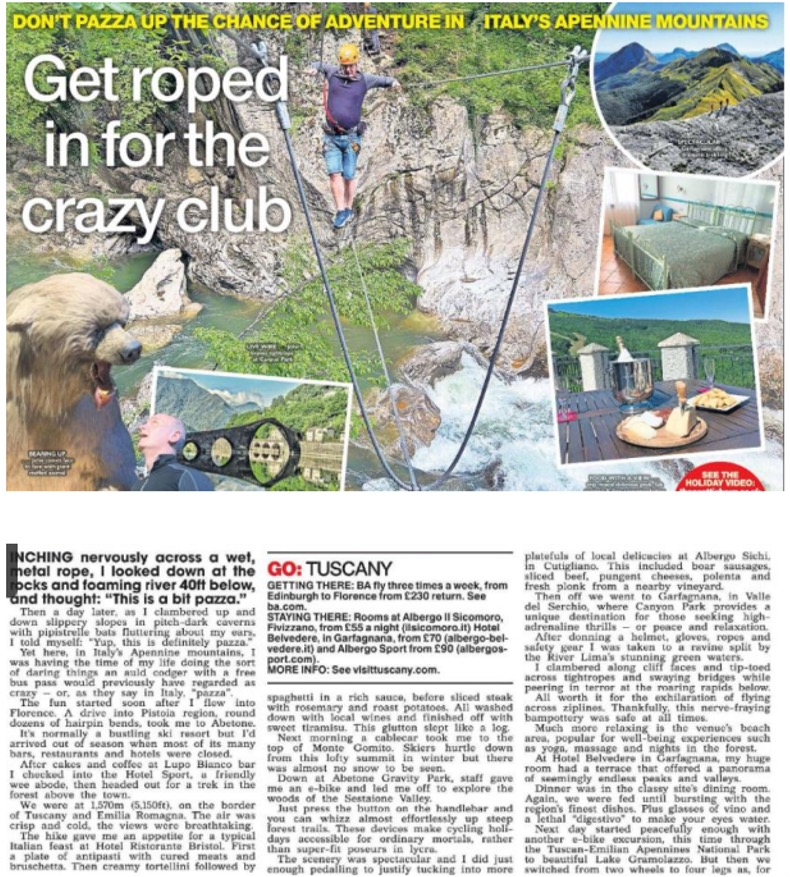 DON'T PAZZA UP THE CHANCE OF ADVENTURE IN ITALY'S APENNINE MOUNTAINS
Get roped
in for the
crazy club
SPECTACULAR
LIVE WIRE
at Canyon Park
BEARING UP
FOOD WITH A VIEW
SEE THE
HOLIDAY VIDEO:
INCHING nervously across a wet,
metal rope, I looked down at the
rocks and foaming river 40ft below,
and thought: “This is a bit pazza.”
Then a day later, as I clambered up and
down slippery slopes in pitch-dark caverns
with pipistrelle bats fluttering about my ears,
I told myself: “Yup, this is definitely pazza.”
Yet here, in Italy's Apennine mountains, I
was having the time of my life doing the sort
of daring things an auld codger with a free
bus pass would previously have regarded as
crazy – or, as they say in Italy, “pazza”.
The fun started soon after I flew into
Florence. A drive into Pistoia region, round
dozens of hairpin bends, took me to Abetone.
It's normally a bustling ski resort but I'd
arrived out of season when most of its many
bars, restaurants and hotels were closed.
After cakes and coffee at Lupo Bianco bar
I checked into the Hotel Sport, a friendly
wee abode, then headed out for a trek in the
forest above the town.
We were at 1,570m (5,150ft), on the border
of Tuscany and Emilia Romagna. The air was
crisp and cold, the views were breathtaking.
The hike gave me an appetite for a typical
Italian feast at Hotel Ristorante Bristol. First
a plate of antipasti with cured meats and
bruschetta. Then creamy tortellini followed by
GO: TUSCANY
GETTING THERE: BA fly three times a week, from
Edinburgh to Florence from £230 return. See
ba.com.
STAYING THERE: Rooms at Albergo Il Sicomoro,
Fivizzano, from £55 a night (ilsicomoro.it) Hotel
Belvedere, in Garfagnana, from £70 (albergo-bel-
vedere.it) and Albergo Sport from £90 (albergos-
port.com).
MORE INFO: See visittuscany.com.
spaghetti in a rich sauce, before sliced steak
with rosemary and roast potatoes. All washed
down with local wines and finished off with
sweet tiramisu. This glutton slept like a log.
Next morning a cablecar took me to the
top of Monte Gomito. Skiers hurtle down
from this lofty summit in winter but there
was almost no snow to be seen.
Down at Abetone Gravity Park, staff gave
me an e-bike and led me off to explore the
woods of the Sestaione Valley.
Just press the button on the handlebar and
you can whizz almost effortlessly up steep
forest trails. These devices make cycling holi-
days accessible for ordinary mortals, rather
than super-fit poseurs in lycra.
The scenery was spectacular and I did just
enough pedalling to justify tucking into more
platefuls of local delicacies at Albergo Sichi,
in Cutigliano. This included boar sausages,
sliced beef, pungent cheeses, polenta and
fresh plonk from a nearby vineyard.
Then off we went to Garfagnana, in Valle
del Serchio, where Canyon Park provides a
unique destination for those seeking high-
adrenaline thrills – or peace and relaxation.
After donning a helmet, gloves, ropes and
safety gear I was taken to a ravine split by
the River Lima's stunning green waters.
I clambered along cliff faces and tip-toed
across tightropes and swaying bridges while
peering in terror at the roaring rapids below.
All worth it for the exhilaration of flying
across ziplines. Thankfully, this nerve-fraying
bampottery was safe at all times.
Much more relaxing is the venue's beach
area, popular for well-being experiences such
as yoga, massage and nights in the forest.
At Hotel Belvedere in Garfagnana, my huge
room had a terrace that offered a panorama
of seemingly endless peaks and valleys.
Dinner was in the classy site's dining room.
Again, we were fed until bursting with the
region's finest dishes. Plus glasses of vino and
a lethal “digestivo” to make your eyes water.
Next day started peacefully enough with
another e-bike excursion, this time through
the Tuscan-Emilian Apennines National Park
to beautiful Lake Gramolazzo. But then we
switched from two wheels to four legs as, for